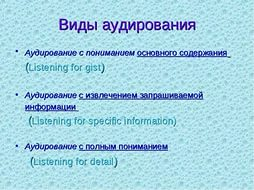 Виды аудирования
• Аудирование с пониманием основного содержания
(Listening for gist)
• Аудирование с извлечением запрашиваемой
информации
(Listening for specific information)
• Аудирование с полным пониманием
(Listening for detail)